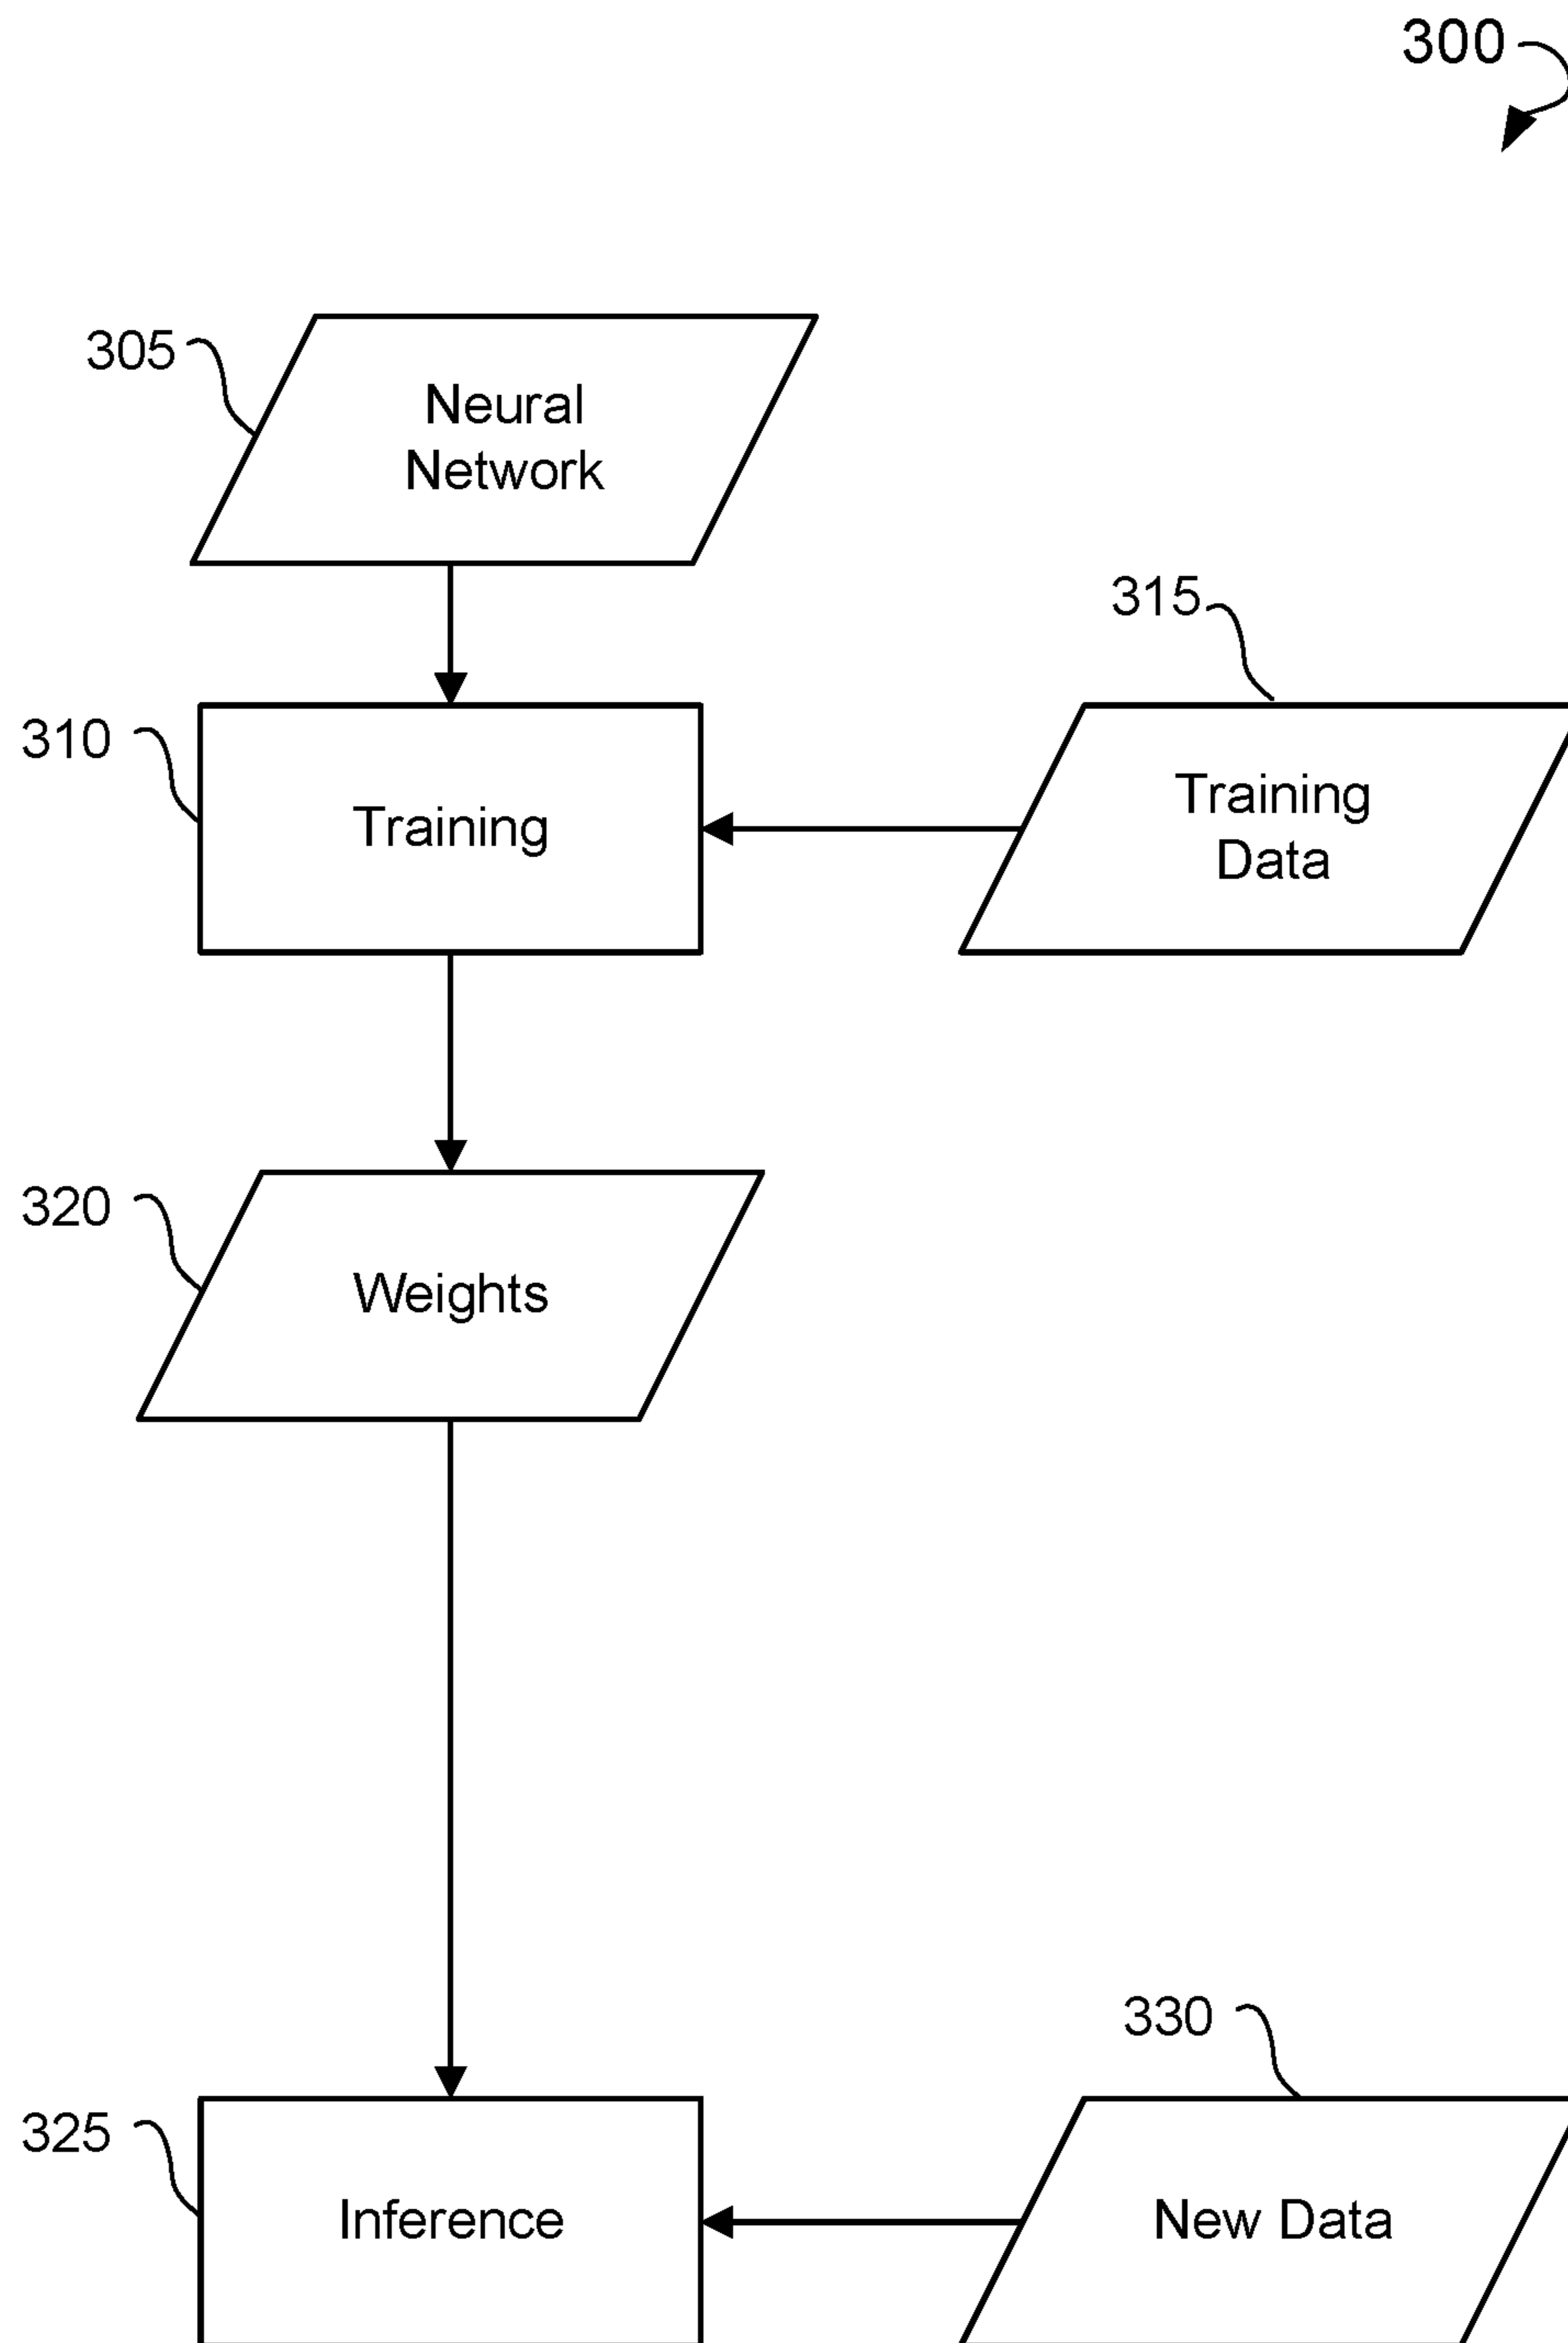 300
305
Neural
Network
315
310
Training
Training
Data
320
Weights
330
325
Inference
New Data